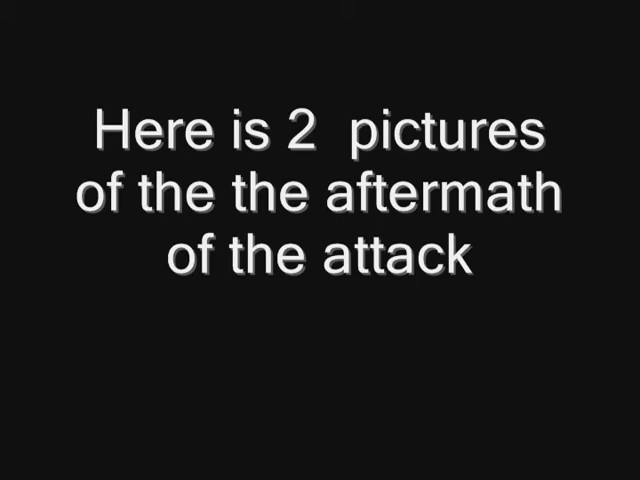 Here is 2  pictures
of the the aftermath
of the attack